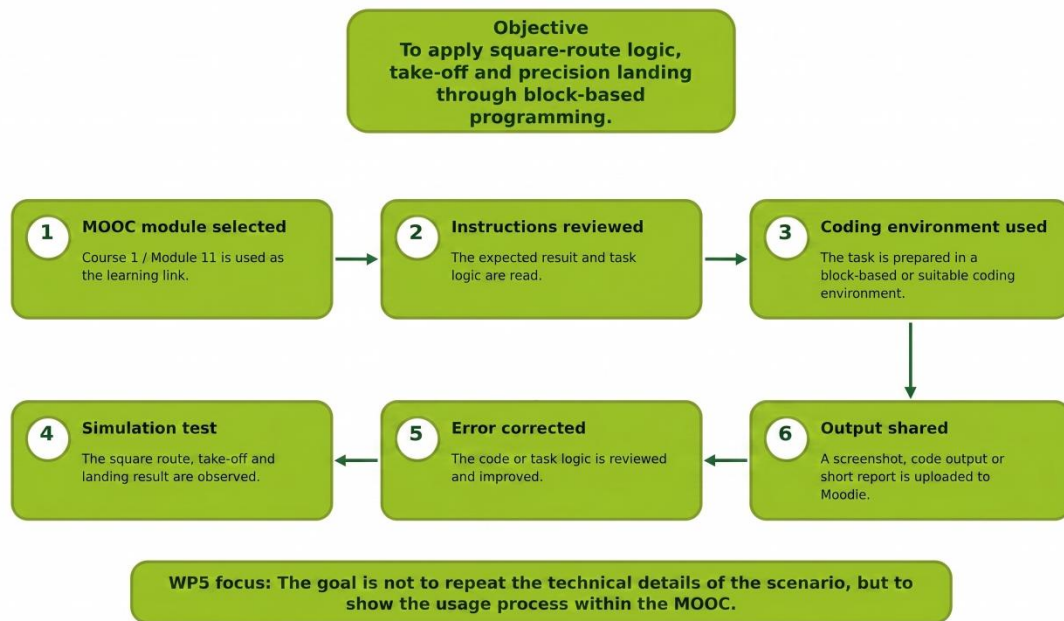 Objective
To apply square-route logic,
take-off and precision landing
through block-based
programming.
1
MOOC module selected
Course 1 / Module 11 is used as
the learning link.
2
Instructions reviewed
The expected result and task
logic are read.
3
Coding environment used
The task is prepared in a
block-based or suitable coding
environment.
4
Simulation test
The square route, take-off and
landing result are observed.
5
Error corrected
The code or task logic is reviewed
and improved.
6
Output shared
A screenshot, code output or
short report is uploaded to
Moodie.
WP5 focus: The goal is not to repeat the technical details of the scenario, but to
show the usage process within the MOOC.